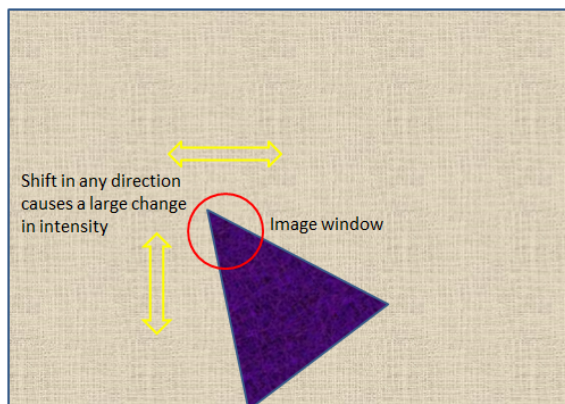 Shift in any direction
causes a large change
in intensity
Image window